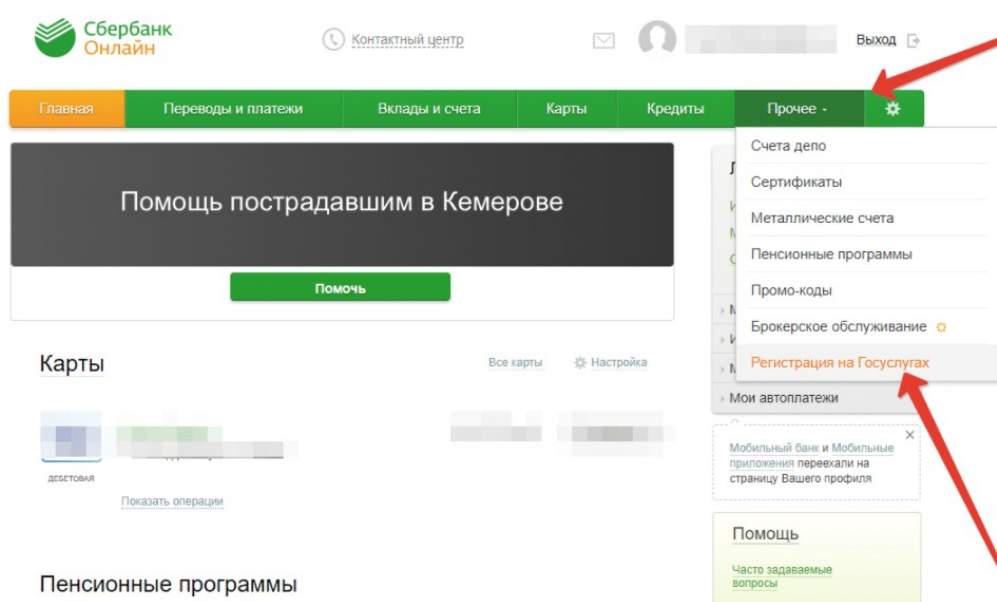 Сбербанк
Онлайн
Контактный центр
Выход
Главная
Переводы и платежи
Вклады и счета
Карты
Кредиты
Прочее
Счета депо
Сертификаты
Металлические счета
Пенсионные программы
Промо-коды
Брокерское обслуживание
Регистрация на Госуслугах
Помощь пострадавшим в Кемерове
Помочь
Карты
Все карты
Настройка
Мои автоплатежи
ДЕБЕТОВАЯ
Показать операции
Мобильный банк и Мобильные
приложения переехали на
страницу Вашего профиля
Помощь
Часто задаваемые
вопросы
Пенсионные программы